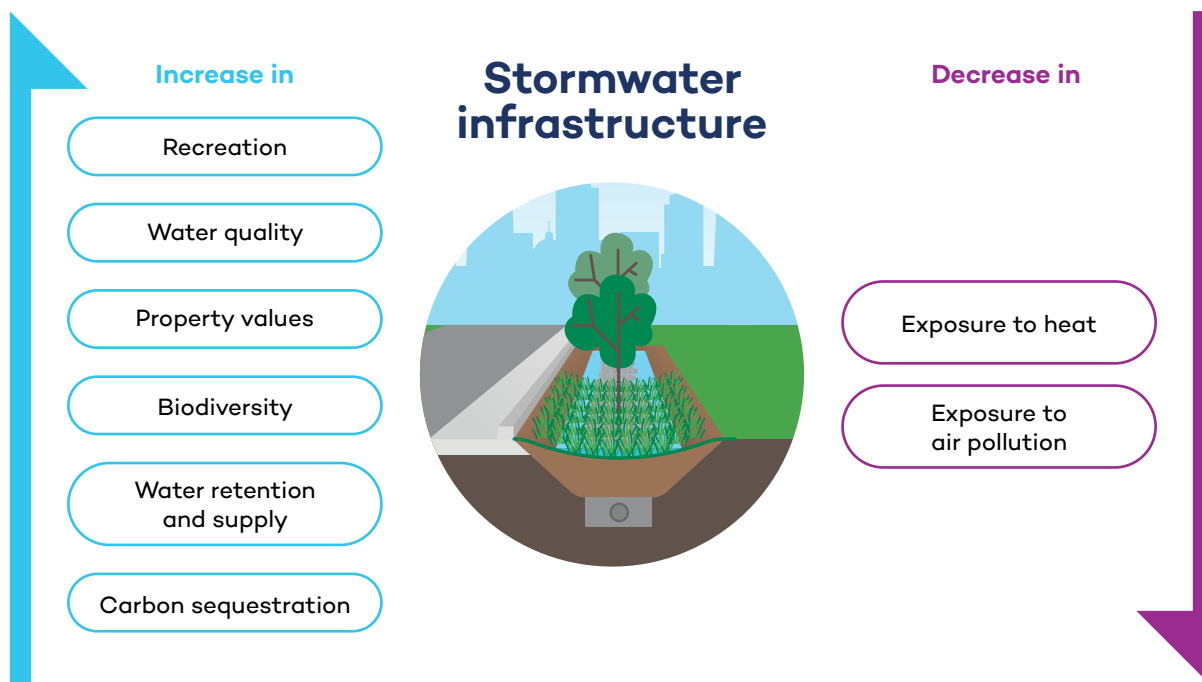 Stormwater
infrastructure
Increase in
Recreation
Water quality
Property values
Biodiversity
Water retention
and supply
Carbon sequestration
Decrease in
Exposure to heat
Exposure to
air pollution